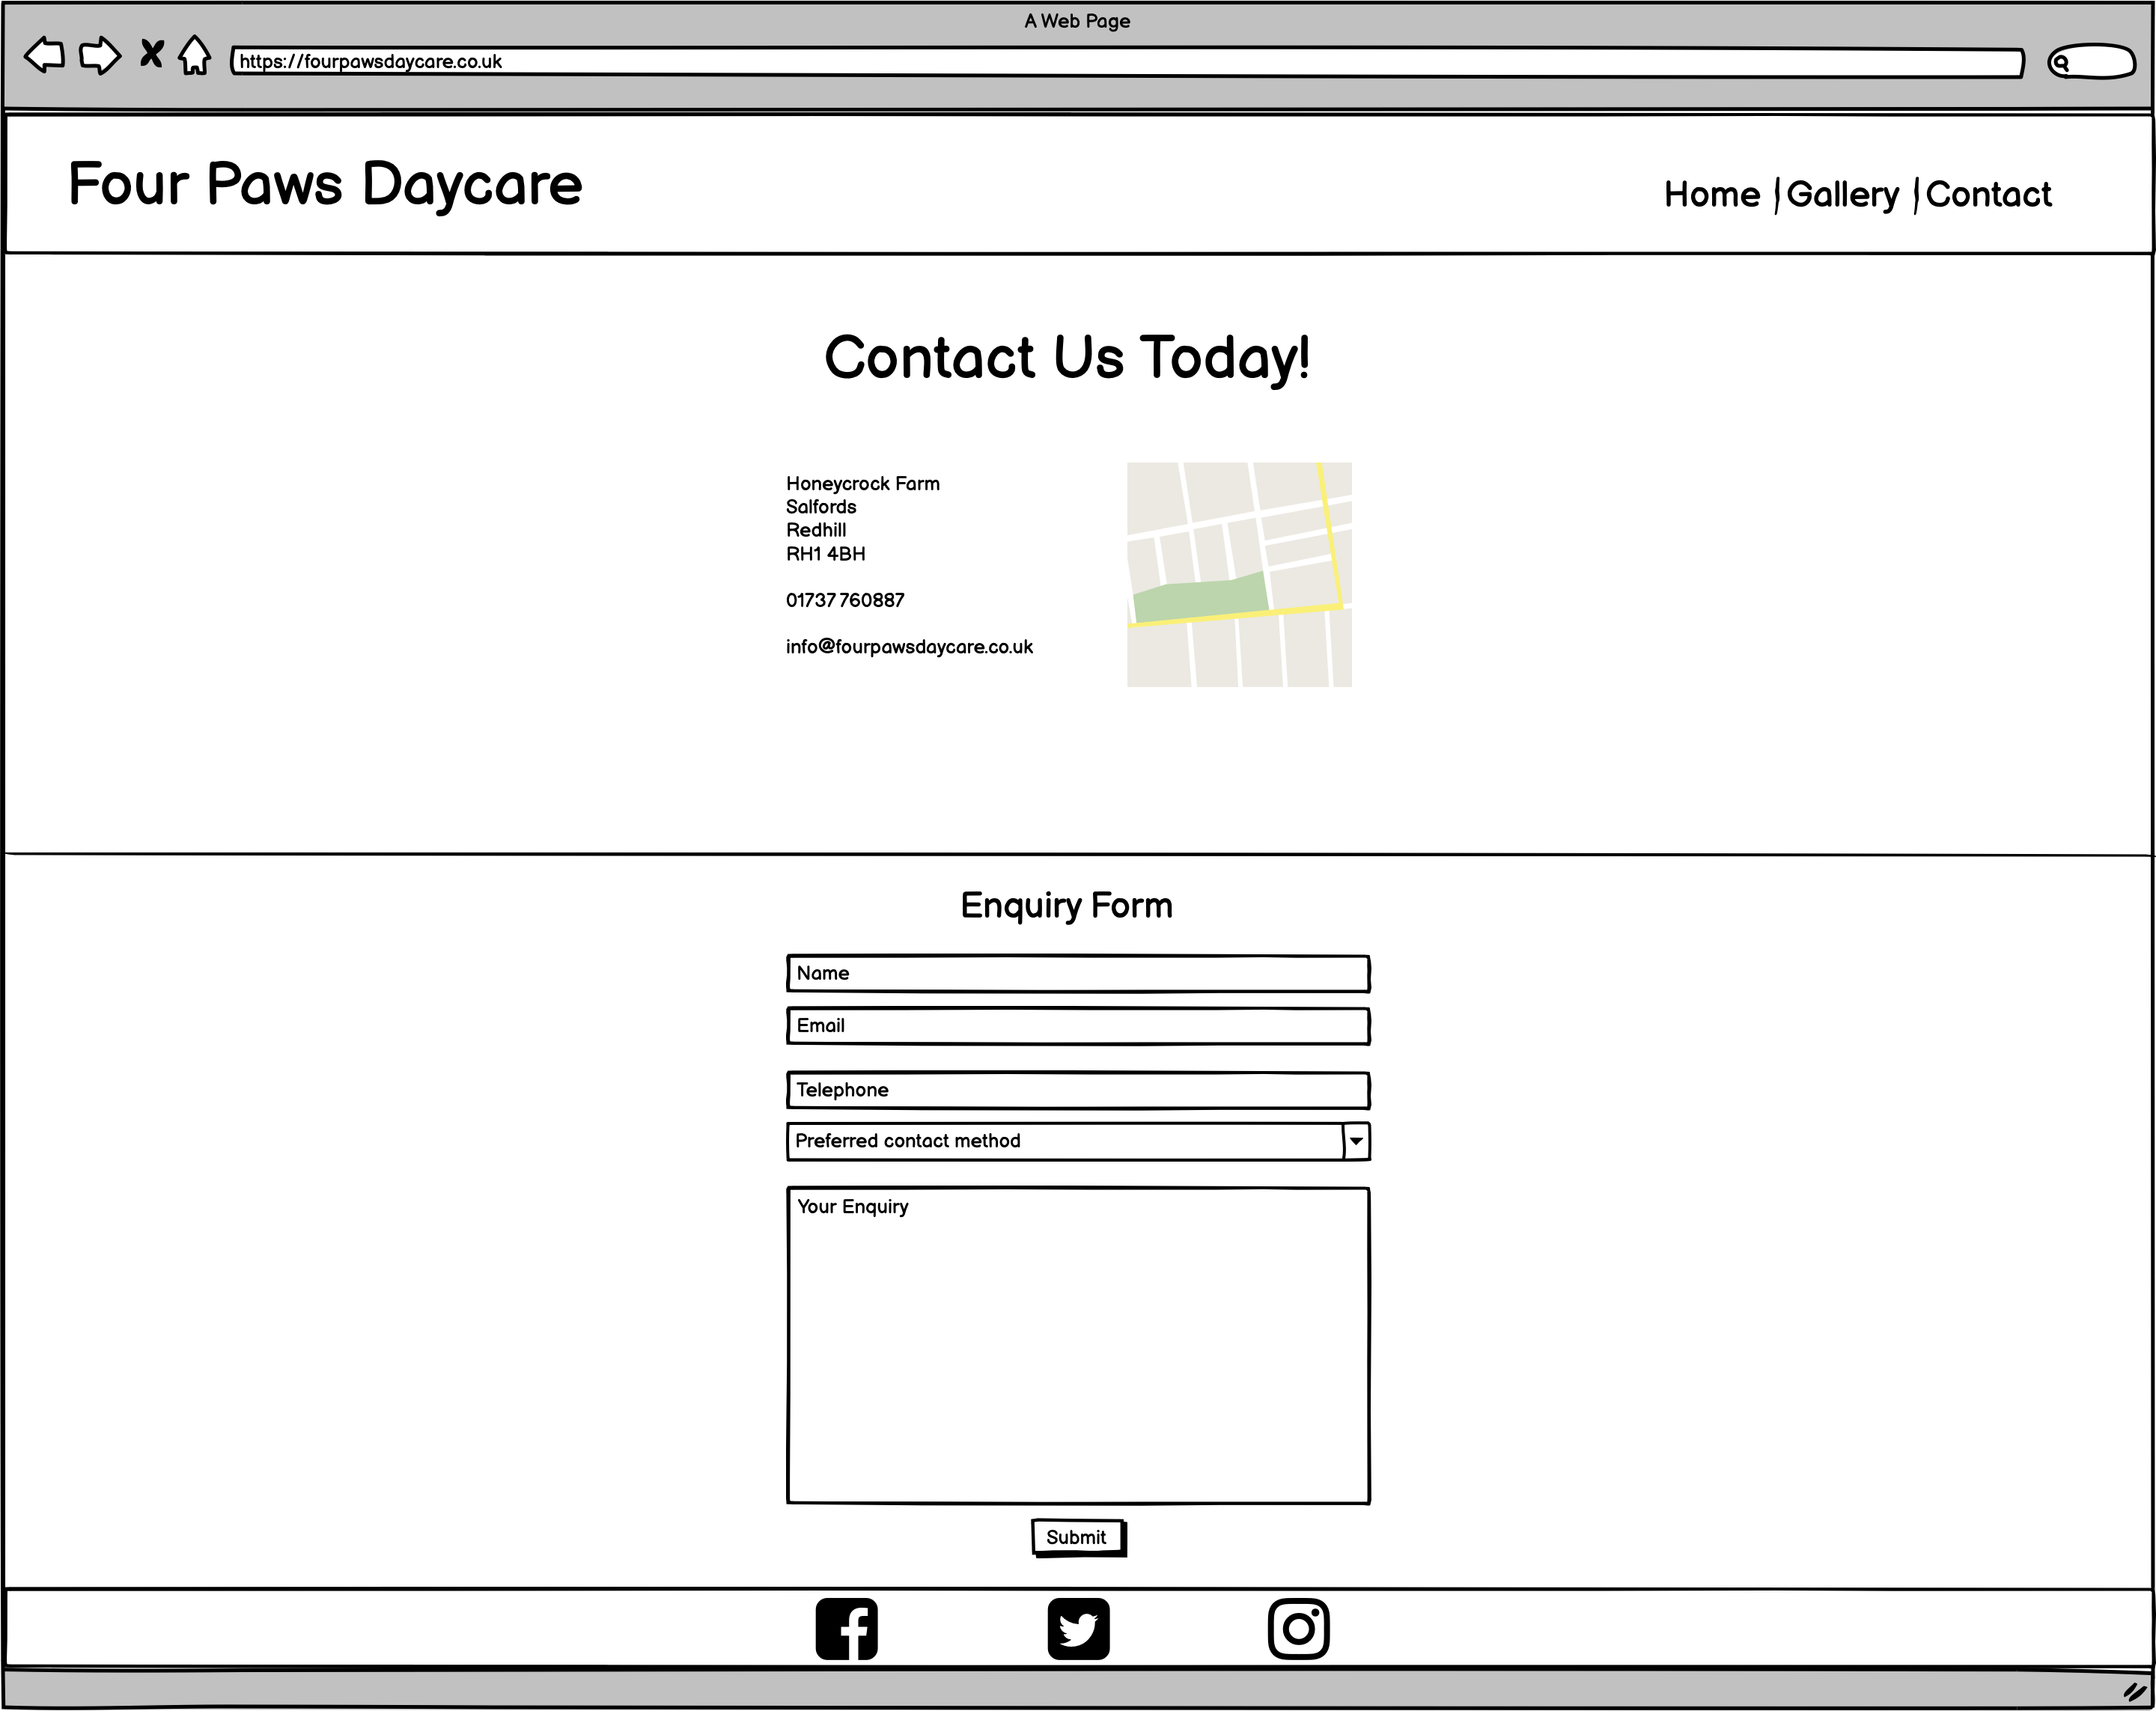 A Web Page
https://fourpawsdaycare.co.uk
Four Paws Daycare
Home | Gallery | Contact
Contact Us Today!
Honeycrock Farm
Salfords
Redhill
RH1 4BH
01737 760887
info@fourpawsdaycare.co.uk
Enquiry Form
Name
Email
Telephone
Preferred contact method
Your Enquiry
Submit